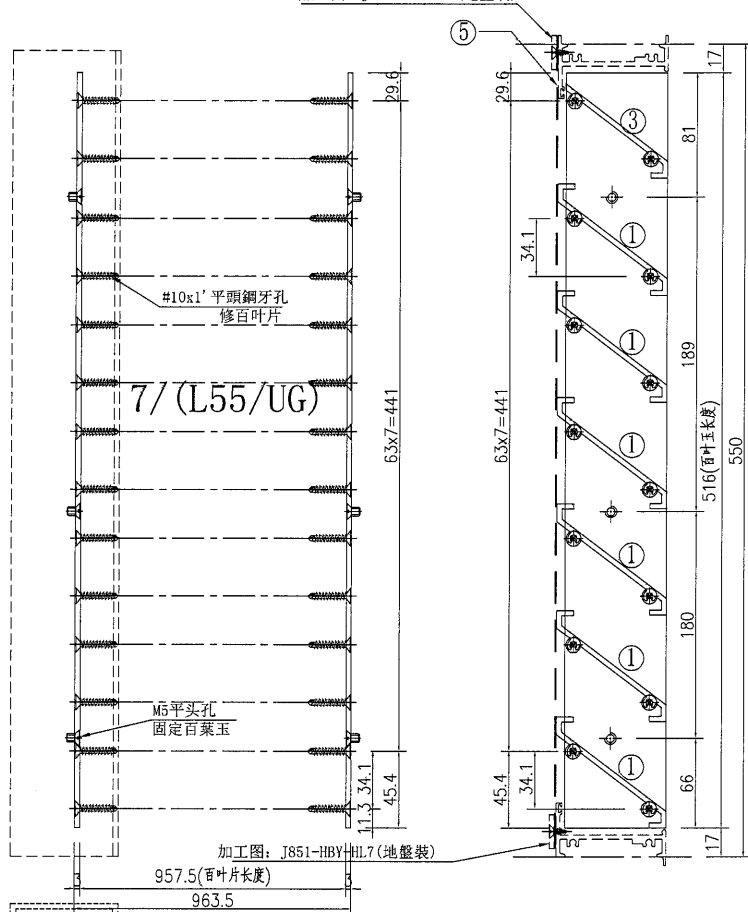 ⑤
29.6
29.6
17
③
81
34.1
①
#10x1' 平頭鋼牙孔
修百叶片
①
189
7/(L55/UG)
63x7=441
63x7=441
①
516(百叶玉长度)
550
①
180
①
M5平头孔
固定百葉玉
①
34.1
45.4
11.3
45.4
34.1
66
加工图: J851-HBY-HL7(地盤裝)
17
3
957.5(百叶片长度)
3
963.5